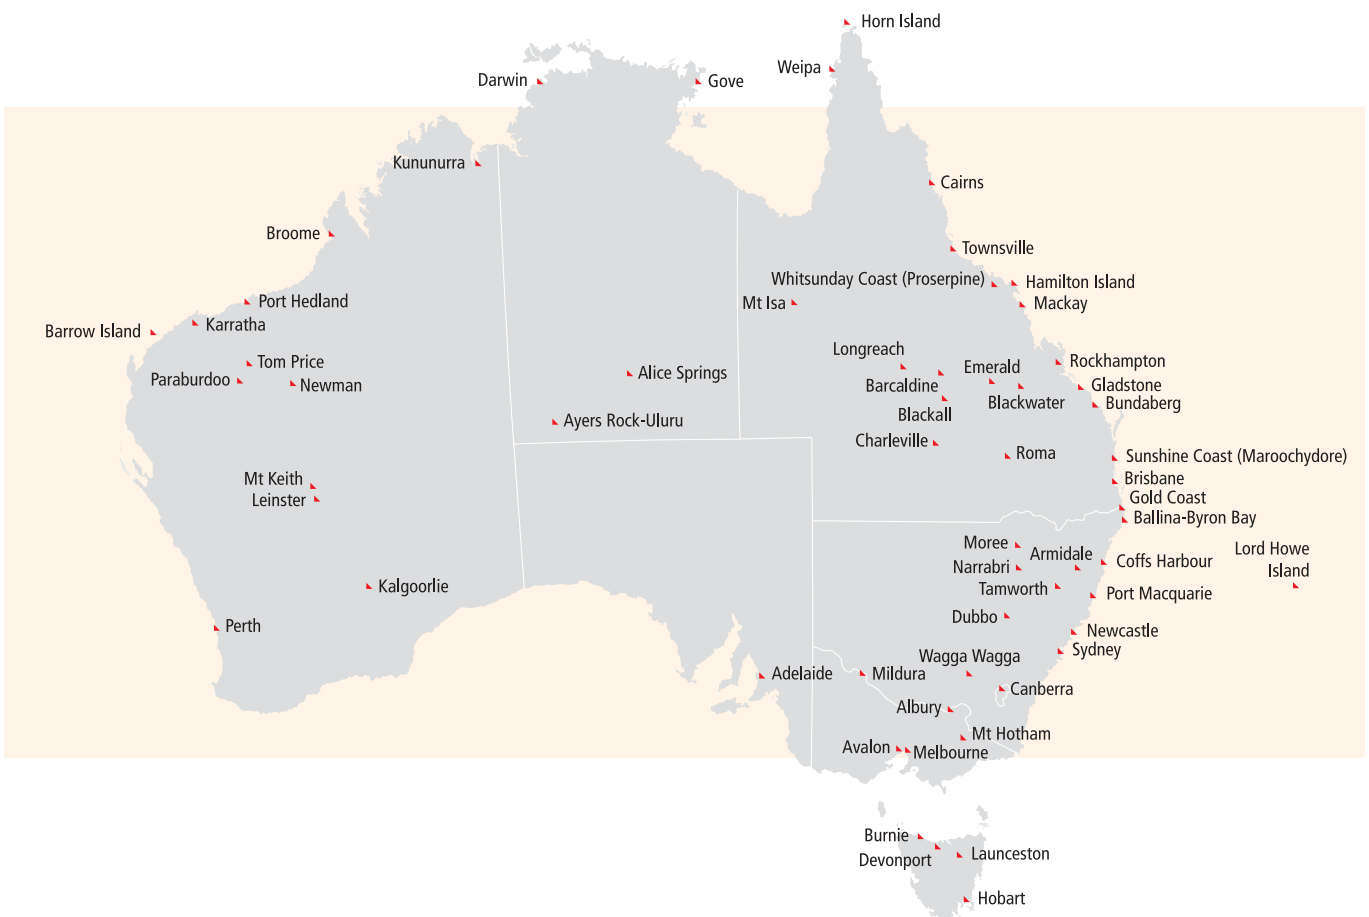 Horn Island
Weipa
Darwin
Gove
Kununurra
Cairns
Broome
Townsville
Whitsunday Coast (Proserpine)
Hamilton Island
Port Hedland
Mt Isa
Mackay
Karratha
Barrow Island
Longreach
Tom Price
Emerald
Rockhampton
Paraburdoo
Newman
Alice Springs
Barcaldine
Gladstone
Blackwater
Bundaberg
Blackall
Ayers Rock-Uluru
Charleville
Roma
Sunshine Coast (Maroochydore)
Mt Keith
Brisbane
Leinster
Gold Coast
Ballina-Byron Bay
Moree
Armidale
Lord Howe
Island
Narrabri
Coffs Harbour
Kalgoorlie
Tamworth
Port Macquarie
Dubbo
Perth
Newcastle
Sydney
Wagga Wagga
Adelaide
Mildura
Canberra
Albury
Mt Hotham
Avalon
Melbourne
Burnie
Devonport
Launceston
Hobart